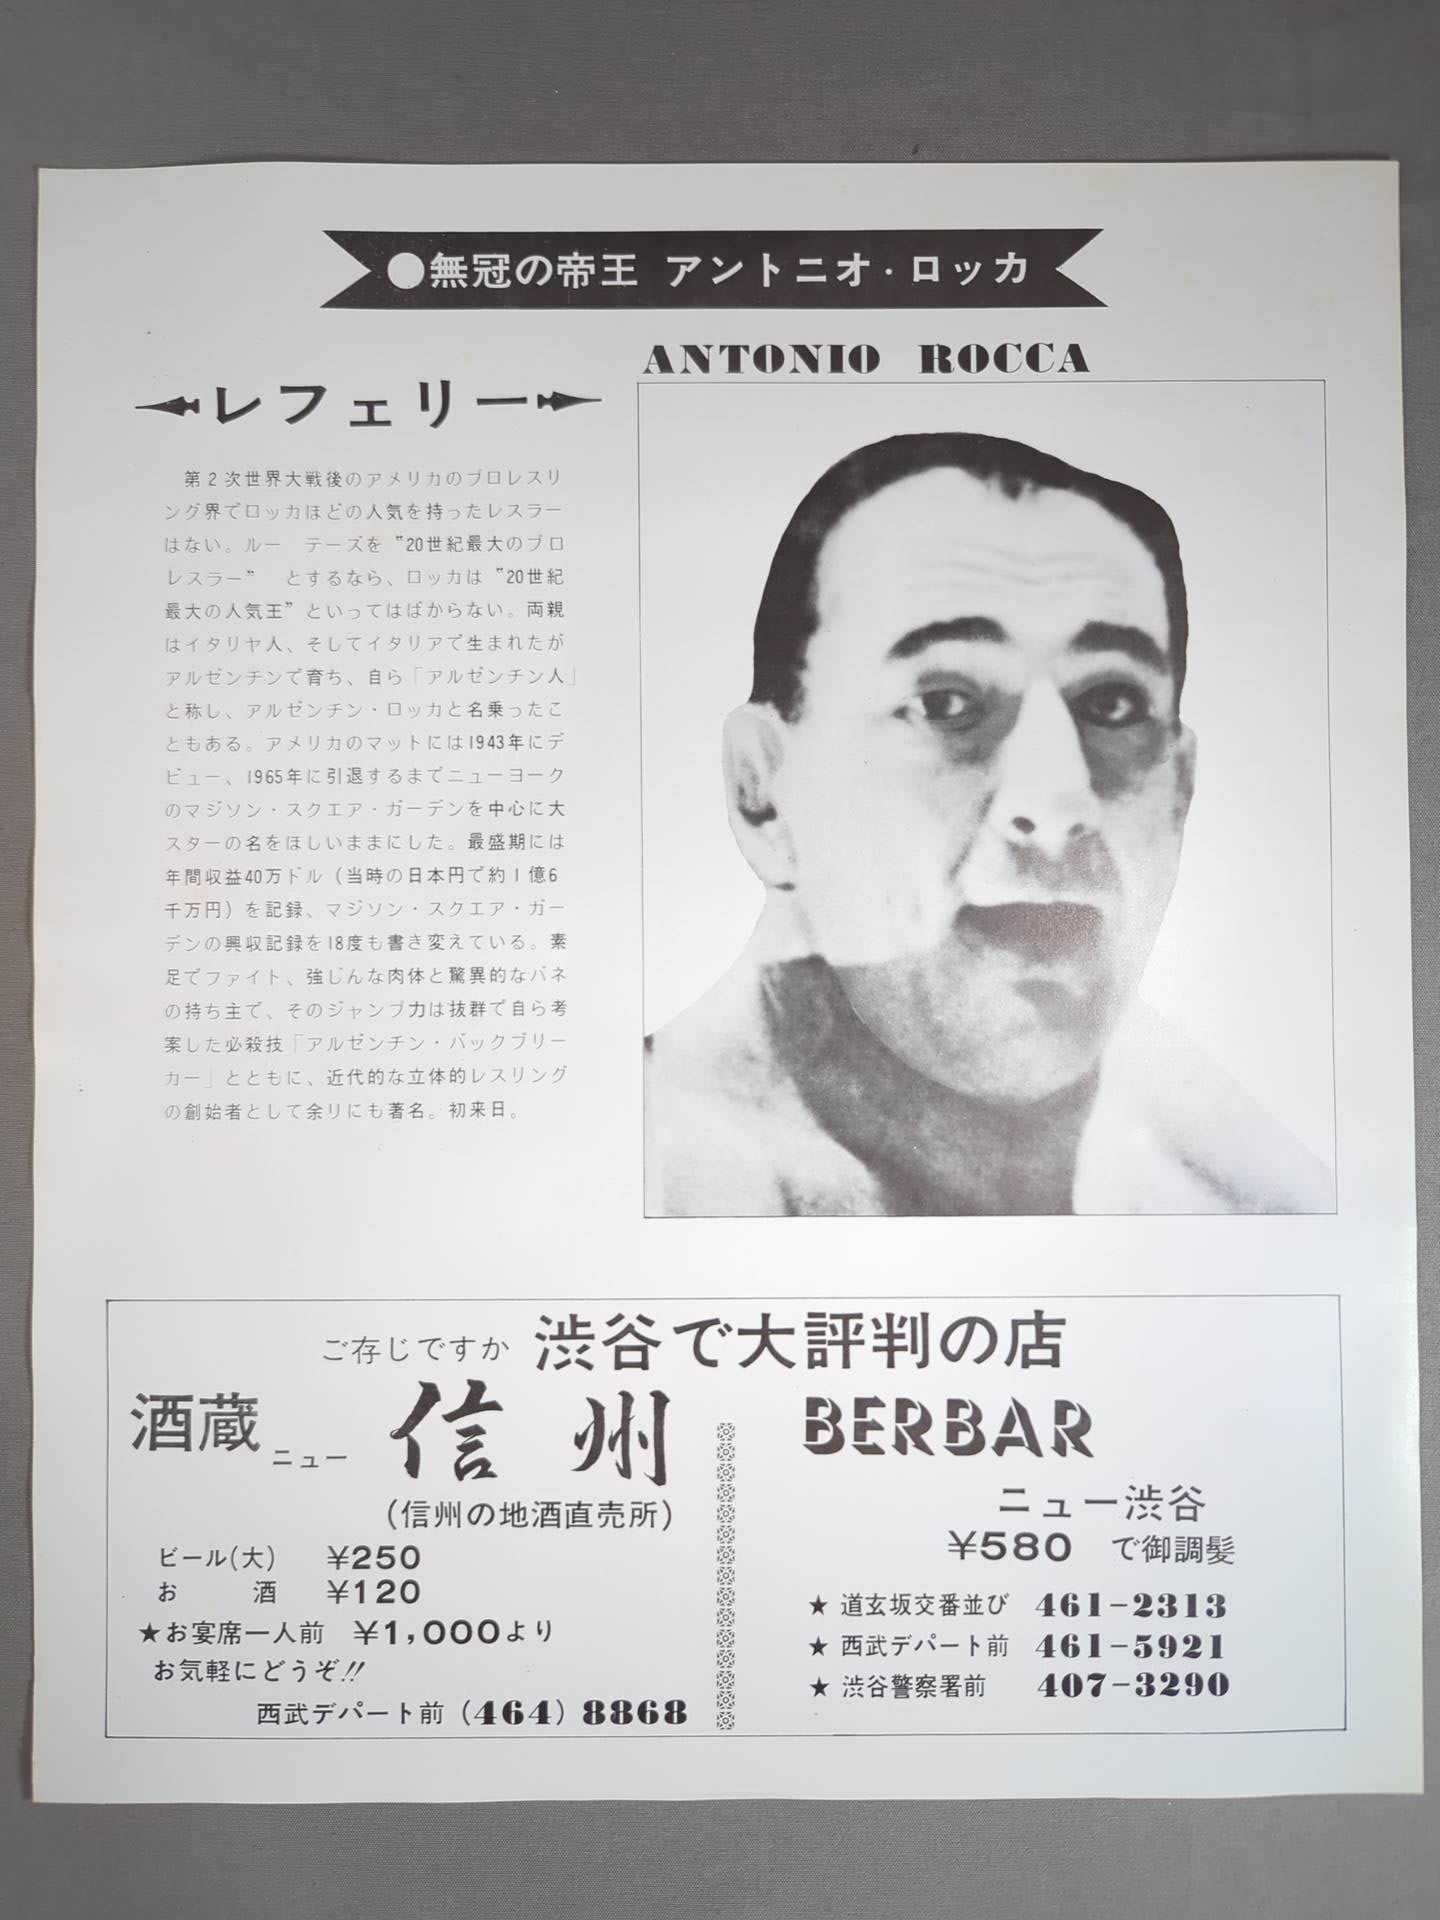 ●無冠の帝王 アントニオ・ロッカ
ANTONIO ROCCA
レフェリー
第2次世界大戦後のアメリカのプロレスリ
ング界でロッカほどの人気を持ったレスラー
はない。ルー テーズを〝20世紀最大のプロ
レスラー” とするなら、ロッカは〝20世紀
最大の人気王”といってはばからない。両親
はイタリヤ人、そしてイタリアで生まれたが
アルゼンチンで育ち、自ら「アルゼンチン人」
と称し、アルゼンチン・ロッカと名乗ったこ
ともある。アメリカのマットには1943年にデ
ビュー、1965年に引退するまでニューヨーク
のマジソン・スクエア・ガーデンを中心に大
スターの名をほしいままにした。最盛期には
年間収益40万ドル(当時の日本円で約1億6
千万円)を記録、マジソン・スクエア・ガー
デンの興収記録を18度も書き変えている。素
足でファイト、強じんな肉体と驚異的なバネ
の持ち主で、そのジャンプ力は抜群で自ら考
案した必殺技「アルゼンチン・バックブリー
カー」とともに、近代的な立体的レスリング
の創始者として余りにも著名。初来日。
ご存じですか 渋谷で大評判の店
酒蔵 ニュー 信州
(信州の地酒直売所)
ビール(大) ¥250
お酒 ¥120
★お宴席一人前 ¥1,000より
お気軽にどうぞ!!
西武デパート前 (464) 8868
BERBAR
ニュー渋谷
¥580 で御調髪
★ 道玄坂交番並び 461-2313
★ 西武デパート前 461-5921
★ 渋谷警察署前 407-3290